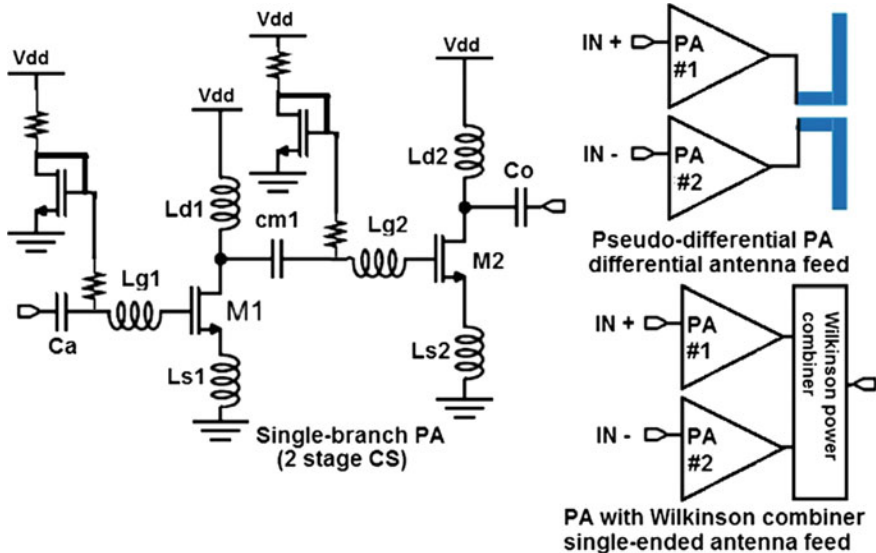 Vdd
Vdd
Vdd
Vdd
Ld1
cm1
Lg2
Ld2
Co
M2
Ls2
Lg1
M1
Ca
Ls1
Single-branch PA
(2 stage CS)
IN +
PA
#1
IN -
PA
#2
Pseudo-differential PA
differential antenna feed
IN +
PA
#1
IN -
PA
#2
Wilkinson power
combiner
PA with Wilkinson combiner
single-ended antenna feed